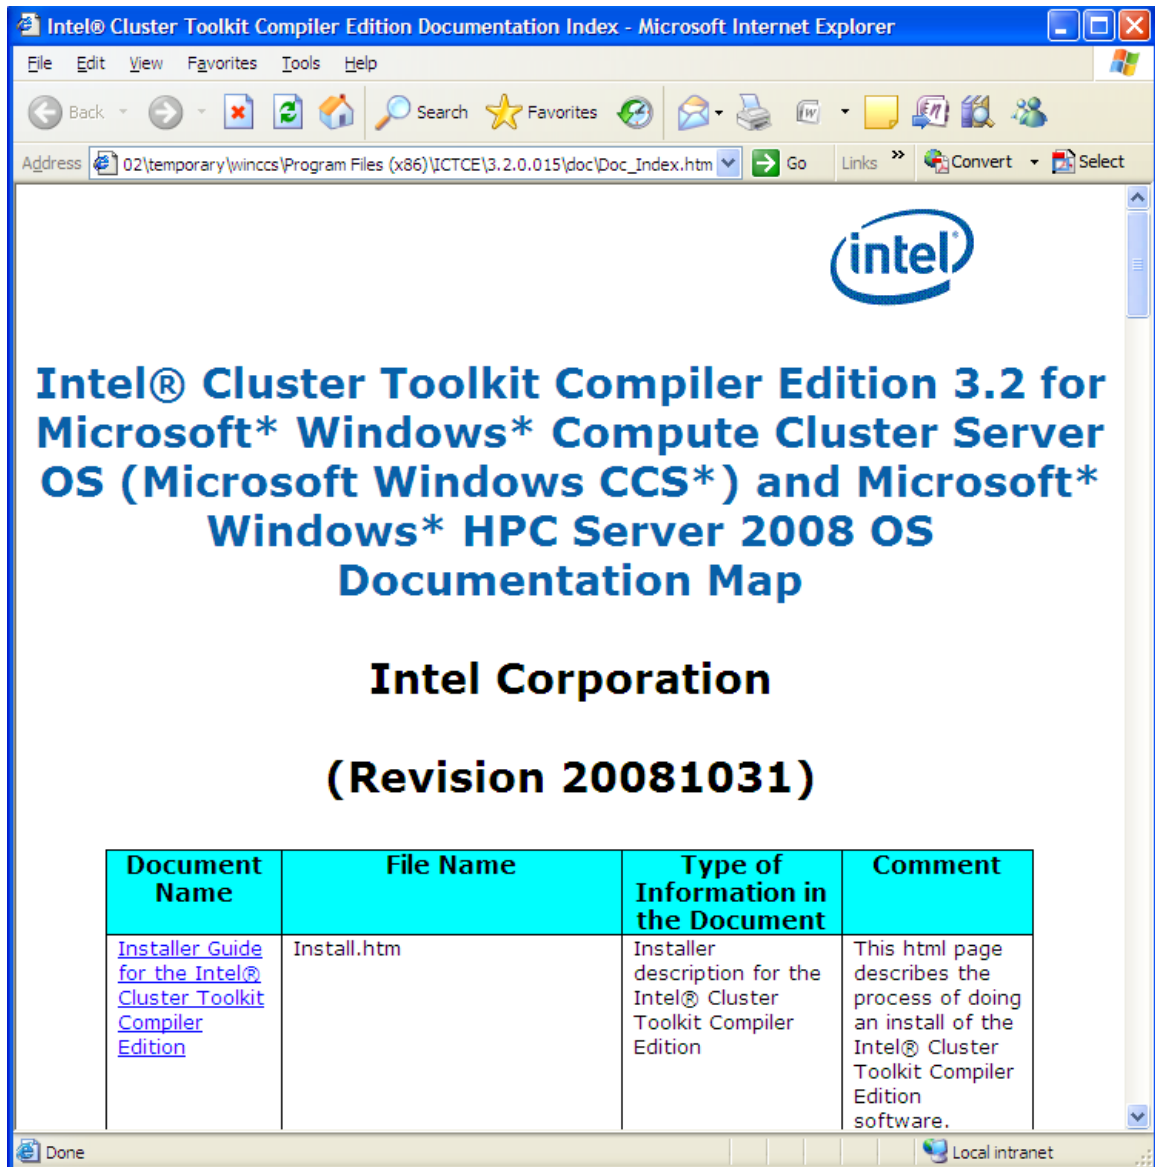 Intel® Cluster Toolkit Compiler Edition Documentation Index - Microsoft Internet Explorer
File Edit View Favorites Tools Help
Back Search Favorites
Address 02\temporary\winccs\Program Files (x86)\ICTCE\3.2.0.015\doc\Doc_Index.htm Go Links » Convert Select
intel®
Intel® Cluster Toolkit Compiler Edition 3.2 for
Microsoft* Windows* Compute Cluster Server
OS (Microsoft Windows CCS*) and Microsoft*
Windows* HPC Server 2008 OS
Documentation Map
Intel Corporation
(Revision 20081031)
Document
Name
File Name
Type of
Information in
the Document
Comment
Installer Guide
for the Intel®
Cluster Toolkit
Compiler
Edition
Install.htm
Installer
description for the
Intel® Cluster
Toolkit Compiler
Edition
This html page
describes the
process of doing
an install of the
Intel® Cluster
Toolkit Compiler
Edition
software.
Done Local intranet